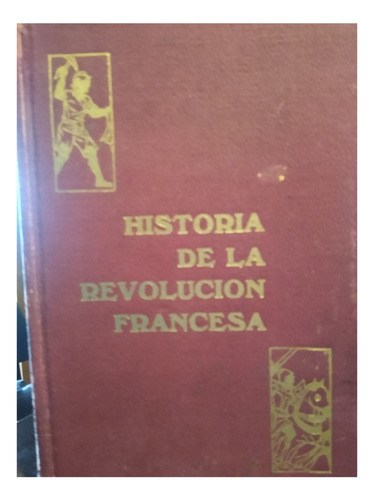 HISTORIA
DE LA
REVOLUCION
FRANCESA